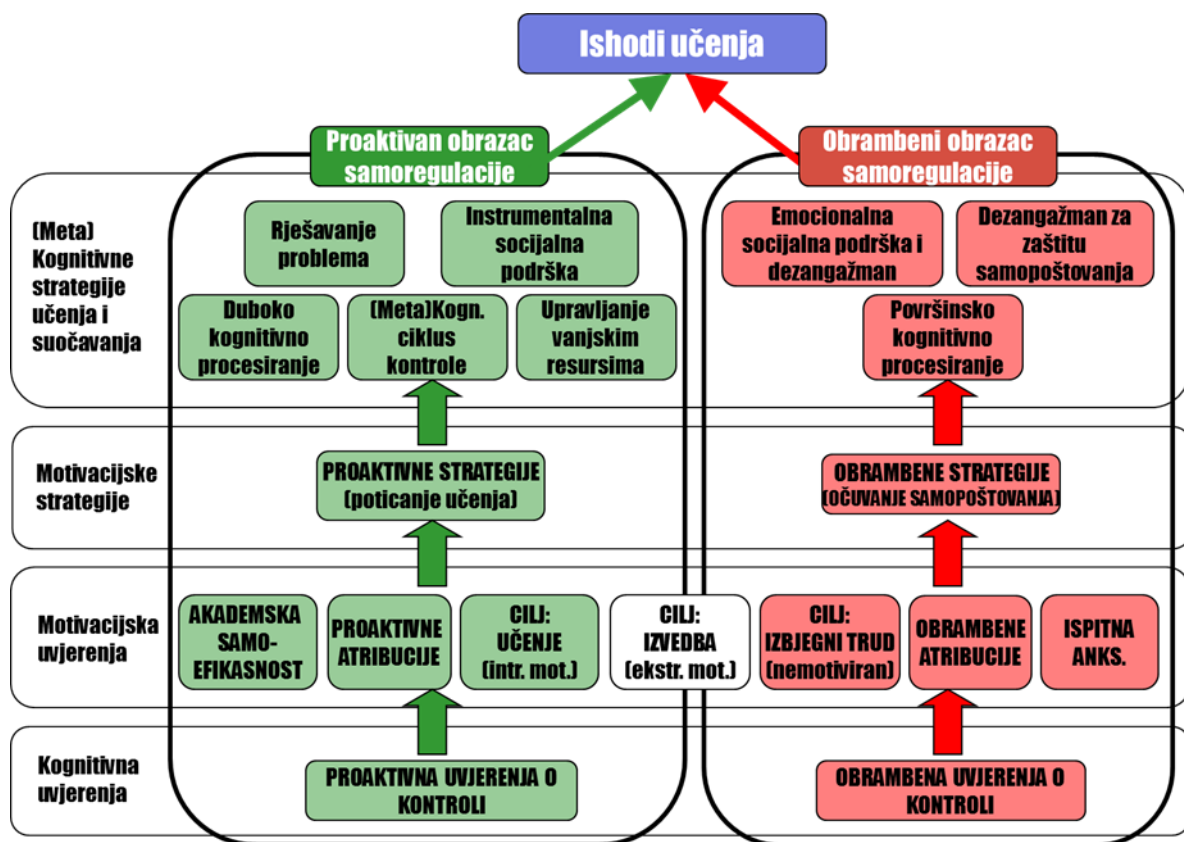 Ishodi učenja
Proaktivan obrazac
samoregulacije
Obrambeni obrazac
samoregulacije
(Meta)
Kognitivne
strategije
učenja i
suočavanja
Rješavanje
problema
Instrumentalna
socijalna
podrška
Duboko
kognitivno
procesiranje
(Meta)Kogn.
ciklus
kontrole
Upravljanje
vanjskim
resursima
Emocionalna
socijalna podrška i
dezangažman
Dezangažman za
zaštitu
samopoštovanja
Površinsko
kognitivno
procesiranje
Motivacijske
strategije
PROAKTIVNE STRATEGIJE
(poticanje učenja)
OBRAMBENE STRATEGIJE
(OČUVANJE SAMOPOŠTOVANJA)
Motivacijska
uvjerenja
AKADEMSKA
SAMO-
EFIKASNOST
PROAKTIVNE
ATRIBUCIJE
CILJ:
UČENJE
(intr. mot.)
CILJ:
IZVEDBA
(ekstr. mot.)
CILJ:
IZBJEGNI TRUD
(nemotiviran)
OBRAMBENE
ATRIBUCIJE
ISPITNA
ANKS.
Kognitivna
uvjerenja
PROAKTIVNA UVJERENJA O
KONTROLI
OBRAMBENA UVJERENJA O
KONTROLI